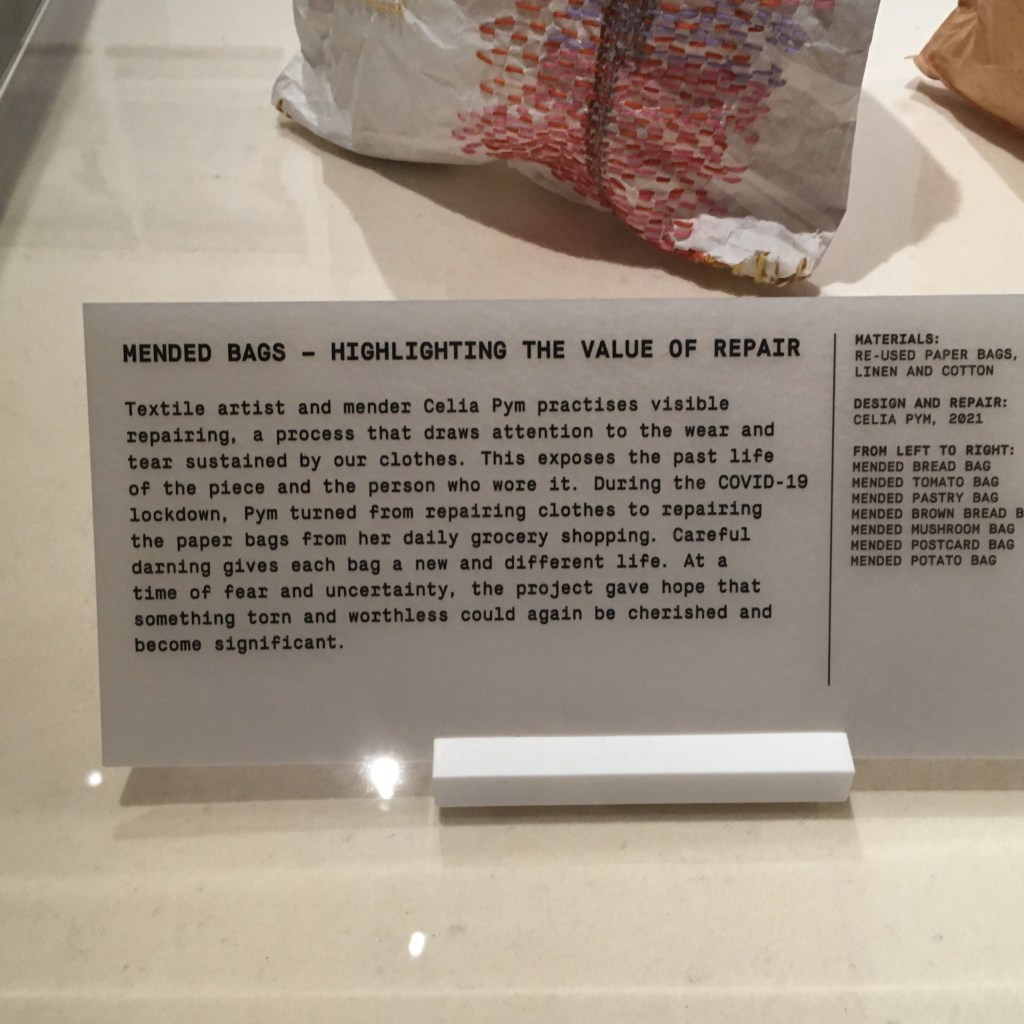 MENDED BAGS – HIGHLIGHTING THE VALUE OF REPAIR
Textile artist and mender Celia Pym practises visible
repairing, a process that draws attention to the wear and
tear sustained by our clothes. This exposes the past life
of the piece and the person who wore it. During the COVID-19
lockdown, Pym turned from repairing clothes to repairing
the paper bags from her daily grocery shopping. Careful
darning gives each bag a new and different life. At a
time of fear and uncertainty, the project gave hope that
something torn and worthless could again be cherished and
become significant.
MATERIALS:
RE-USED PAPER BAGS,
LINEN AND COTTON
DESIGN AND REPAIR:
CELIA PYM, 2021
FROM LEFT TO RIGHT:
MENDED BREAD BAG
MENDED TOMATO BAG
MENDED PASTRY BAG
MENDED BROWN BREAD B
MENDED MUSHROOM BAG
MENDED POSTCARD BAG
MENDED POTATO BAG